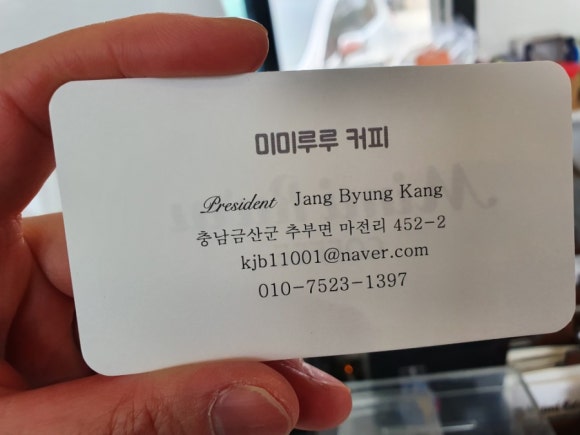 미미루루 커피
President Jang Byung Kang
충남금산군 추부면 마전리 452-2
kjb11001@naver.com
010-7523-1397